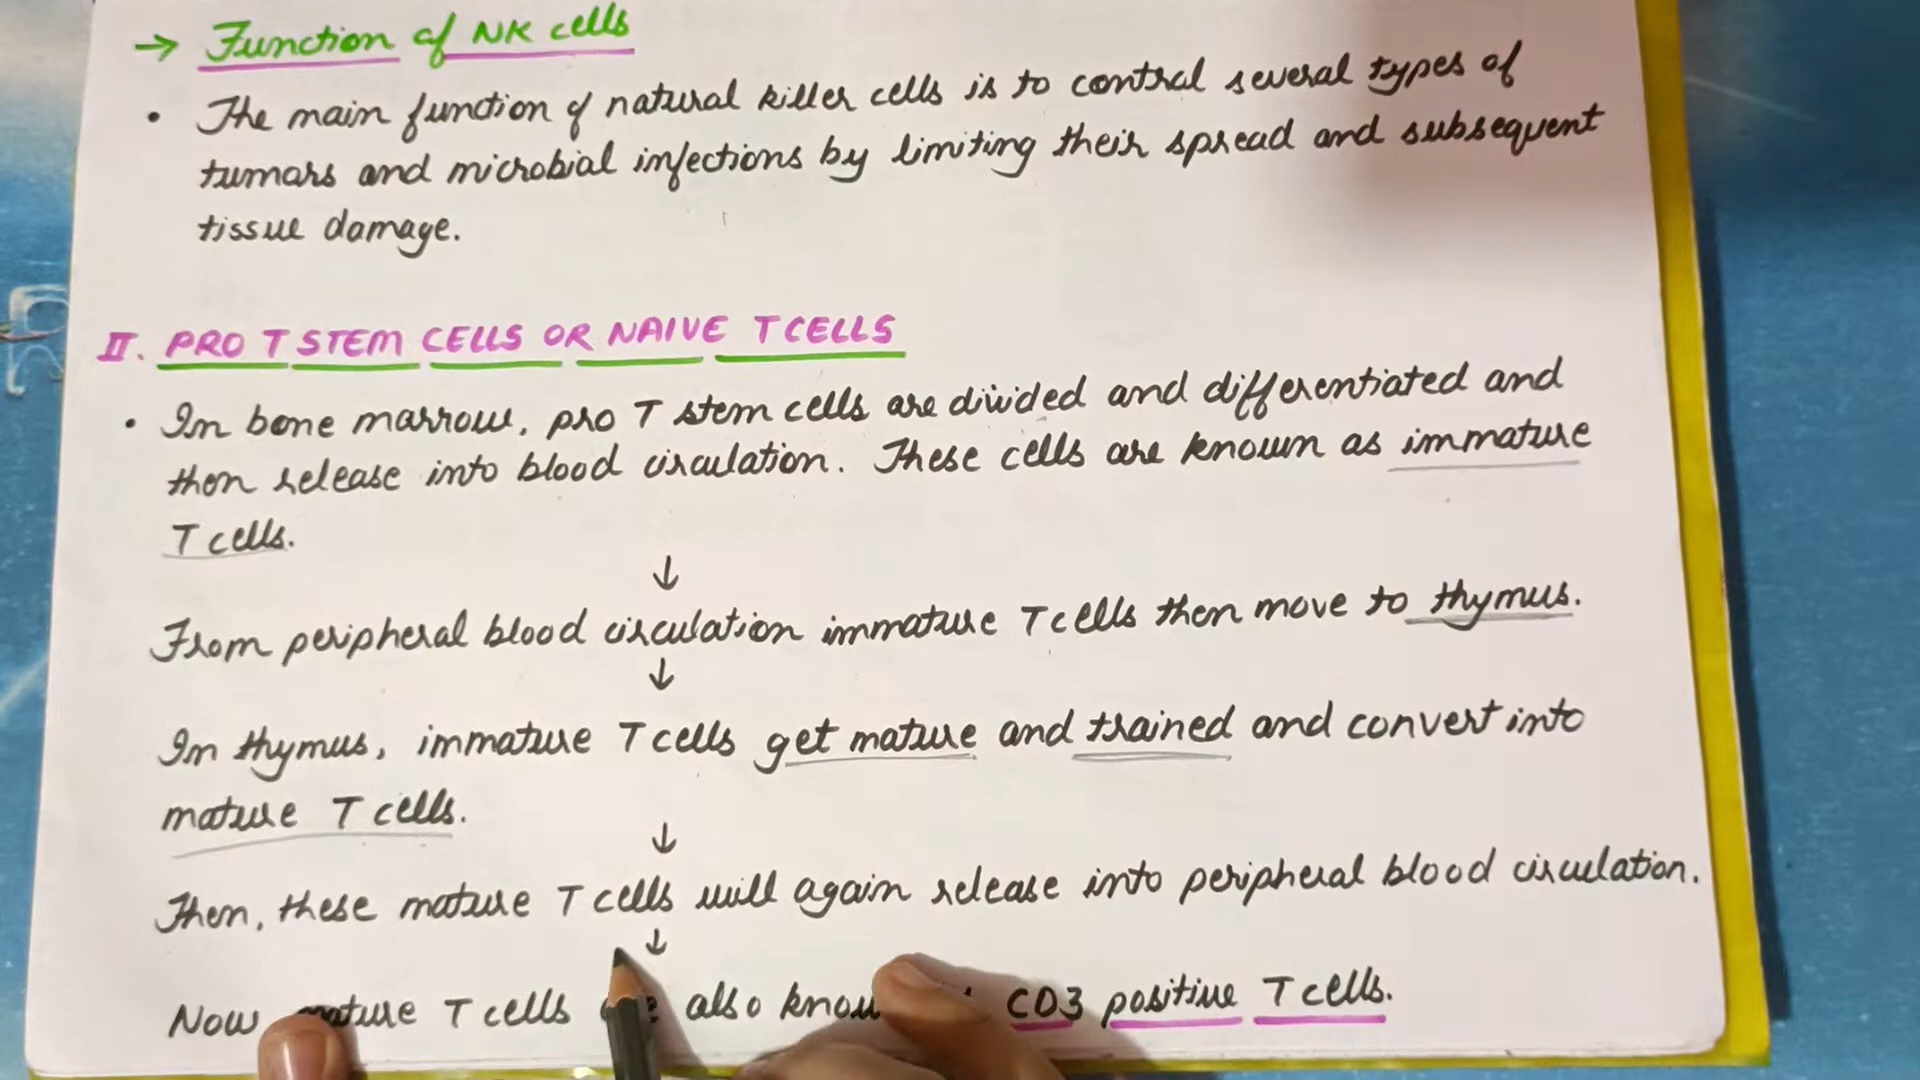 → Function of NK cells
• The main function of natural killer cells is to control several types of
tumors and microbial infections by limiting their spread and subsequent
tissue damage.
II. PRO T STEM CELLS OR NAIVE T CELLS
• In bone marrow, pro T stem cells are divided and differentiated and
then release into blood circulation. These cells are known as immature
T cells.
↓
From peripheral blood circulation immature T cells then move to thymus.
↓
In thymus, immature T cells get mature and trained and convert into
mature T cells.
↓
Then, these mature T cells will again release into peripheral blood circulation.
↓
Now T cells also CD3 positive T cells.